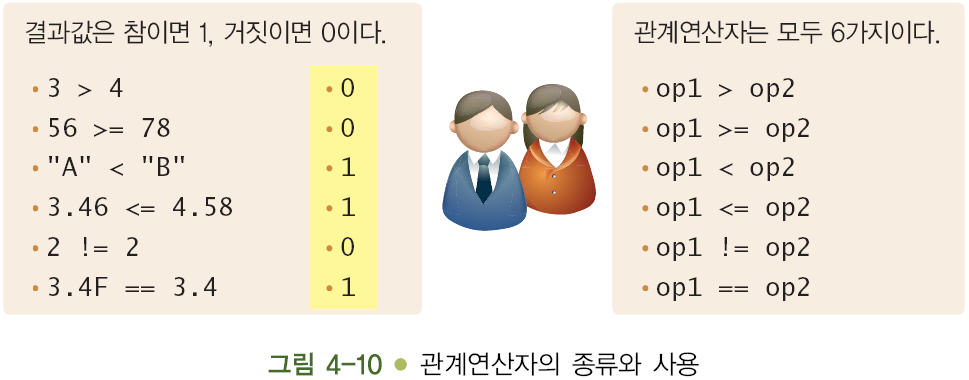 결과값은 참이면 1, 거짓이면 0이다.
• 3 > 4 • 0
• 56 >= 78 • 0
• "A" < "B" • 1
• 3.46 <= 4.58 • 1
• 2 != 2 • 0
• 3.4F == 3.4 • 1
관계연산자는 모두 6가지이다.
• op1 > op2
• op1 >= op2
• op1 < op2
• op1 <= op2
• op1 != op2
• op1 == op2
그림 4-10 ● 관계연산자의 종류와 사용